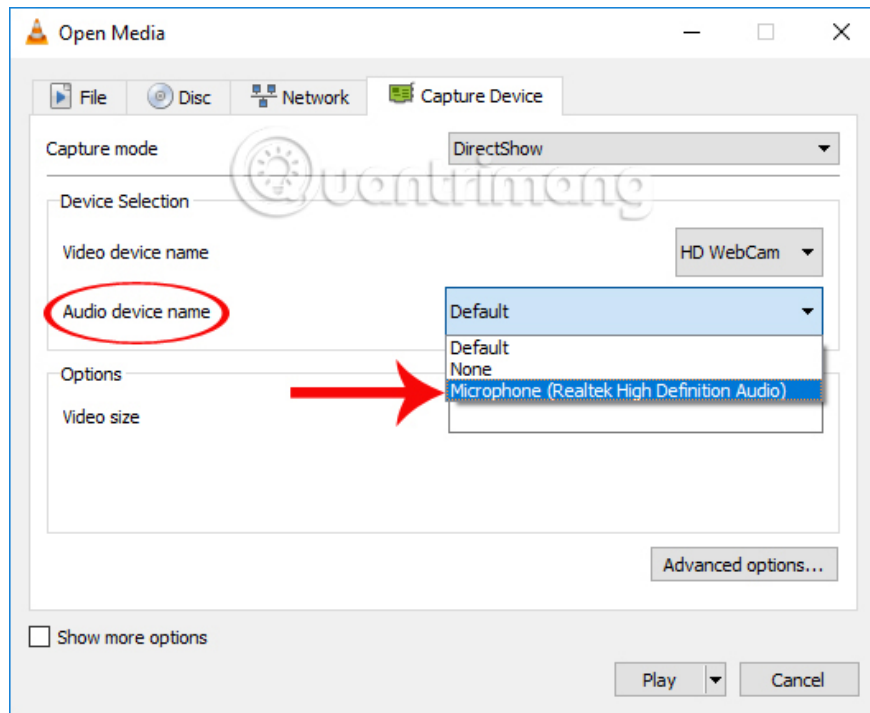 Open Media
File Disc Network Capture Device
Capture mode DirectShow
Quantrimang
Device Selection
Video device name HD WebCam
Audio device name Default
Default
None
Microphone (Realtek High Definition Audio)
Options
Video size
Advanced options...
Show more options
Play Cancel